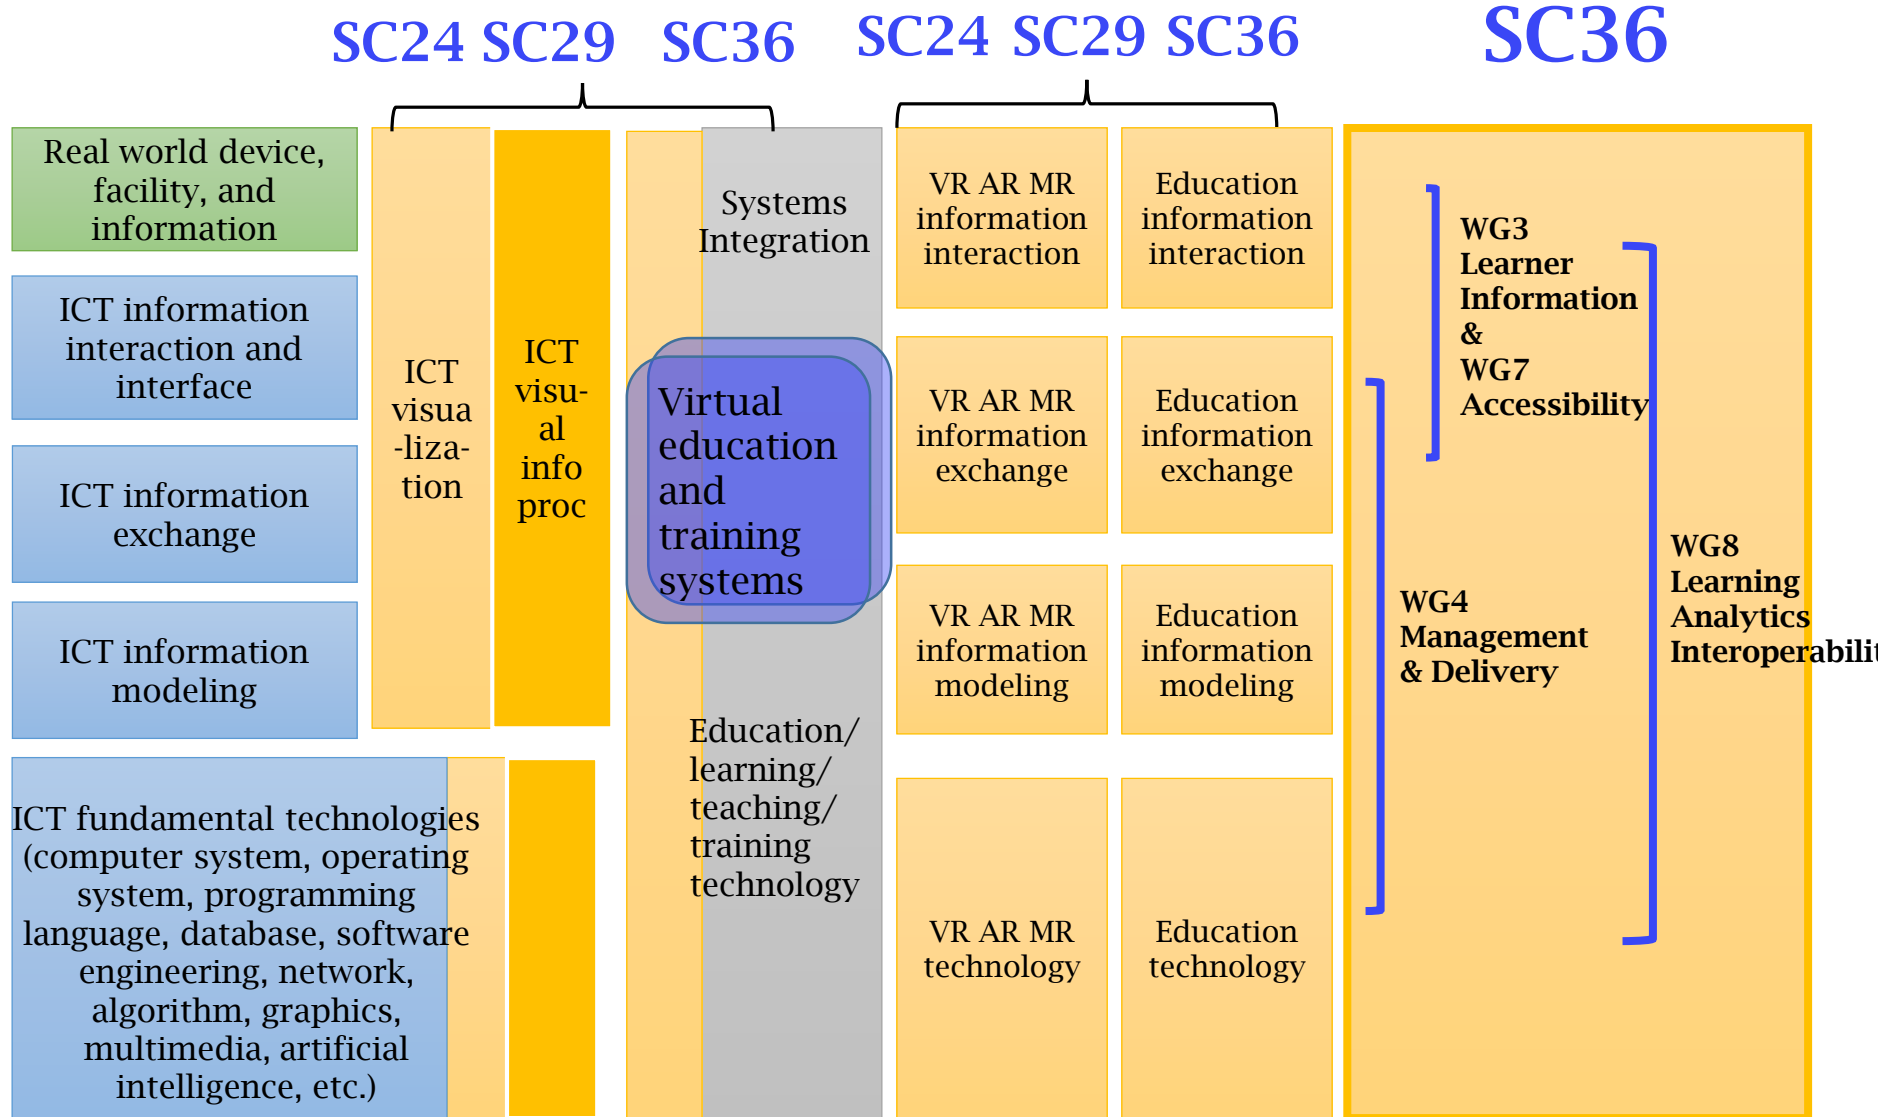 SC24 SC29 SC36
SC24 SC29 SC36
SC36
Real world device,
facility, and
information
ICT information
interaction and
interface
ICT information
exchange
ICT information
modeling
ICT fundamental technologies
(computer system, operating
system, programming
language, database, software
engineering, network,
algorithm, graphics,
multimedia, artificial
intelligence, etc.)
ICT
visua
-liza-
tion
ICT
visu-
al
info
proc
Systems
Integration
Virtual
education
and
training
systems
Education/
learning/
teaching/
training
technology
VR AR MR
information
interaction
VR AR MR
information
exchange
VR AR MR
information
modeling
VR AR MR
technology
Education
information
interaction
Education
information
exchange
Education
information
modeling
Education
technology
WG3
Learner
Information
&
WG7
Accessibility
WG4
Management
& Delivery
WG8
Learning
Analytics
Interoperabilit